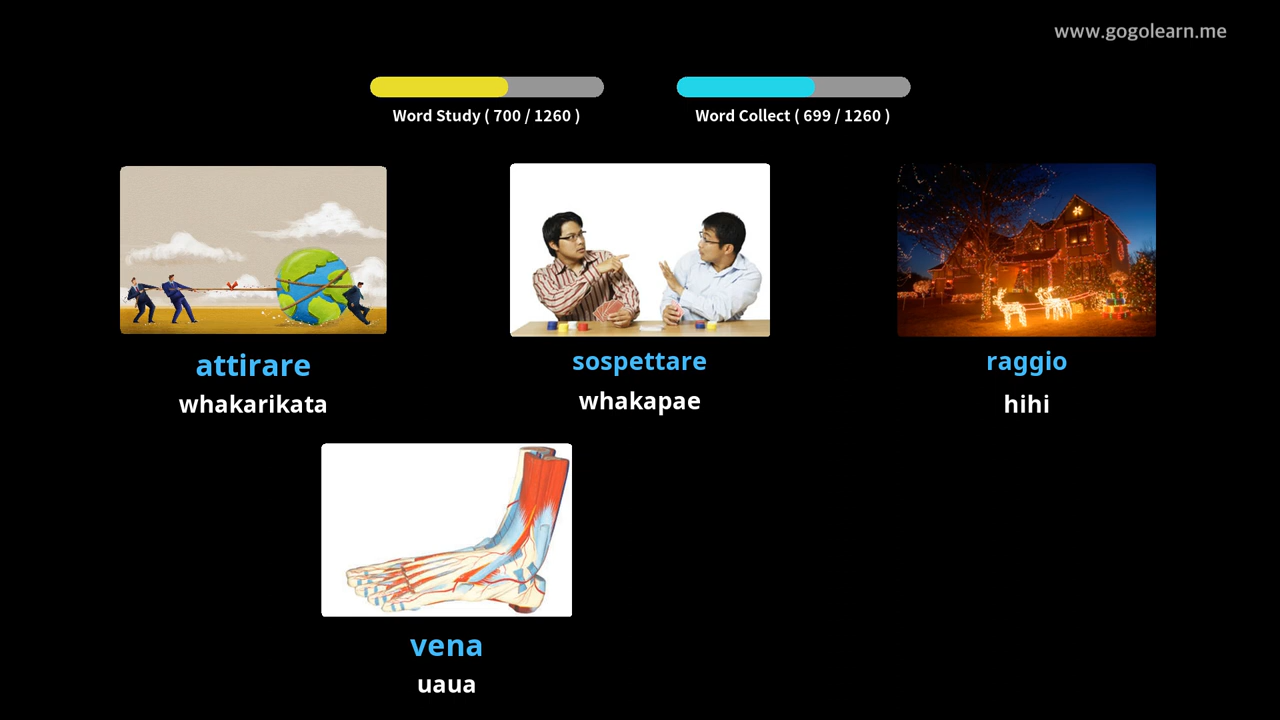 www.gogolearn.me
Word Study ( 700 / 1260 )
Word Collect ( 699 / 1260 )
attirare
whakarikata
sospettare
whakapae
raggio
hihi
vena
uaua